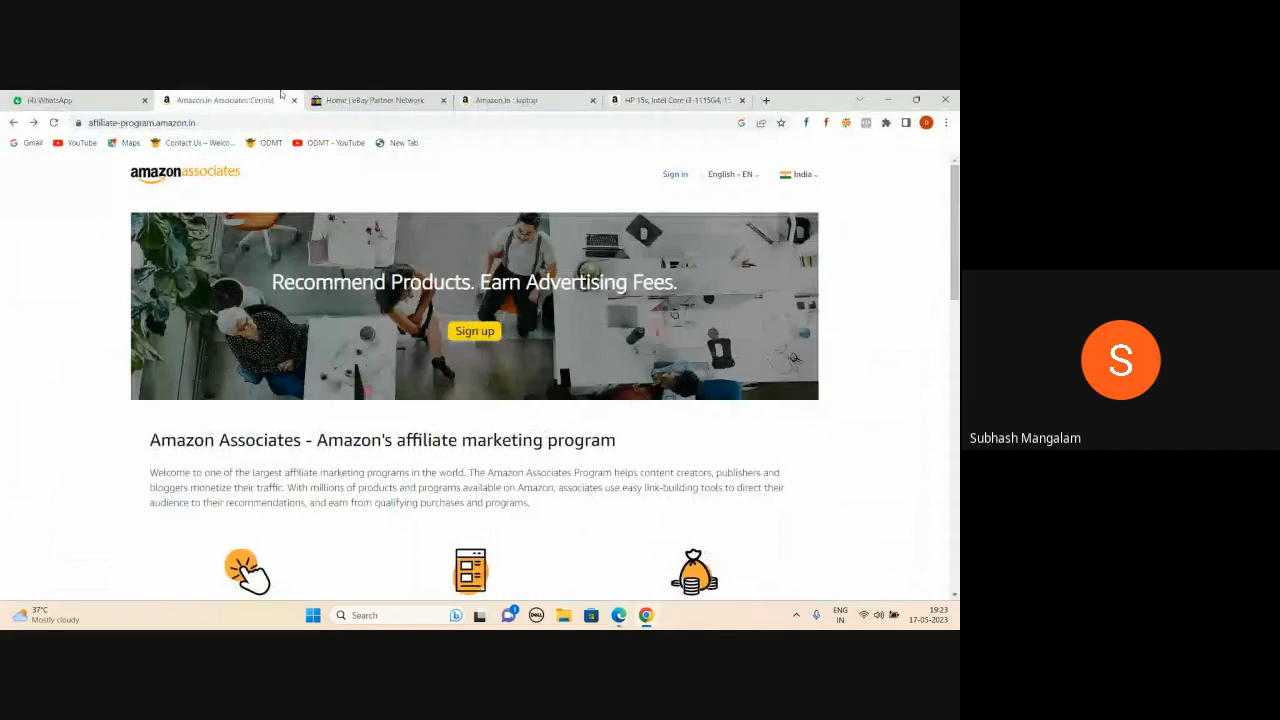 (4) WhatsApp
Amazon.in Associates Central
Home | eBay Partner Network
Amazon.in : laptop
HP 15s, Intel Core i3-1115G4, 15
affiliate-program.amazon.in
Gmail
YouTube
Maps
Contact Us – Welco...
ODMT
ODMT - YouTube
New Tab
amazonassociates
Sign in
English - EN
India
Recommend Products. Earn Advertising Fees.
Sign up
Amazon Associates - Amazon's affiliate marketing program
Welcome to one of the largest affiliate marketing programs in the world. The Amazon Associates Program helps content creators, publishers and
bloggers monetize their traffic. With millions of products and programs available on Amazon, associates use easy link-building tools to direct their
audience to their recommendations, and earn from qualifying purchases and programs.
S
Subhash Mangalam
37°C
Mostly cloudy
Search
DELL
1
ENG
IN
19:23
17-05-2023